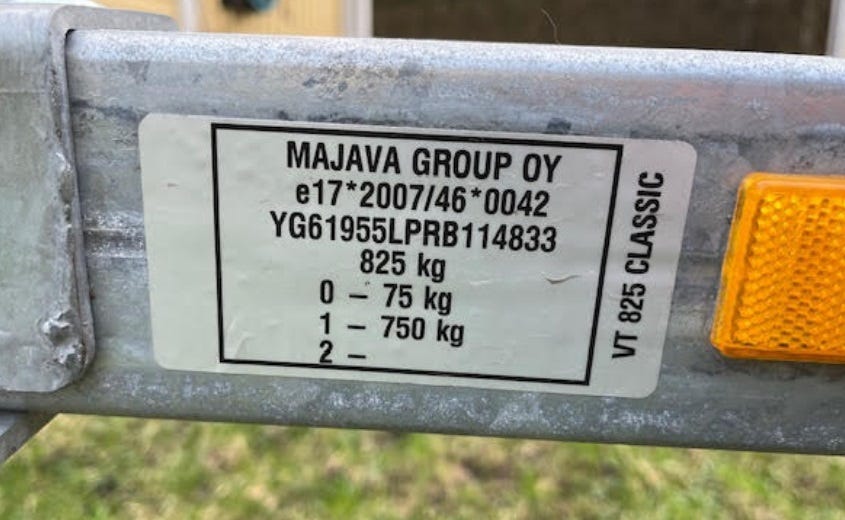 MAJAVA GROUP OY
e17*2007/46*0042
YG61955LPRB114833
825 kg
0 – 75 kg
1 – 750 kg
2 –
VT 825 CLASSIC